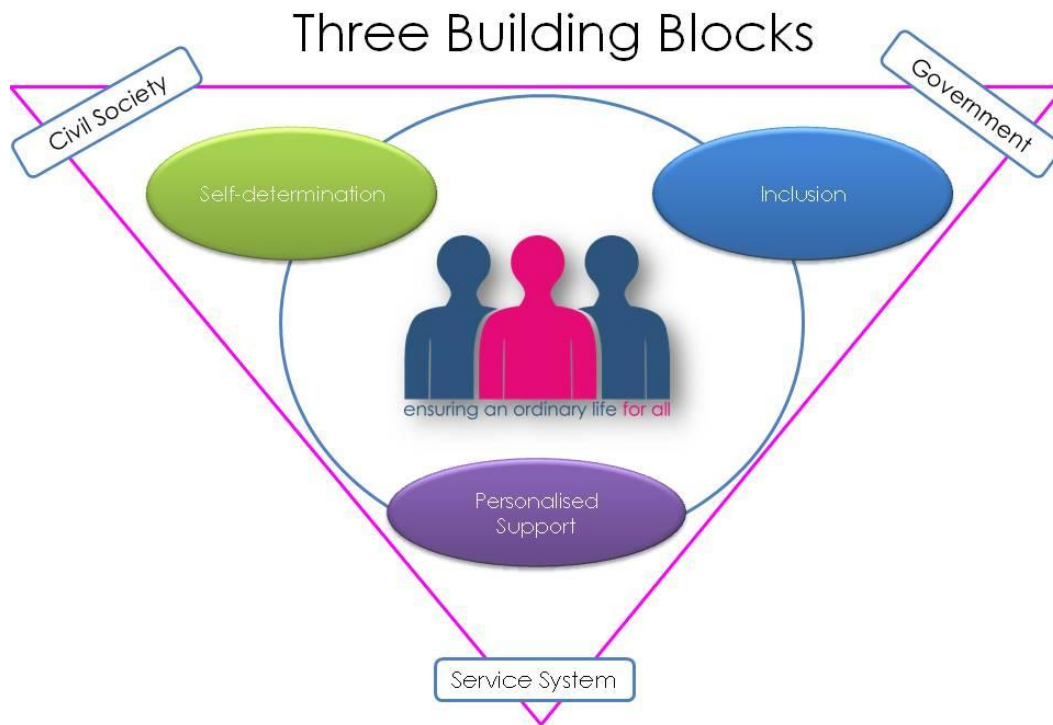 Three Building Blocks
Civil Society
Government
Self-determination
Inclusion
ensuring an ordinary life for all
Personalised
Support
Service System